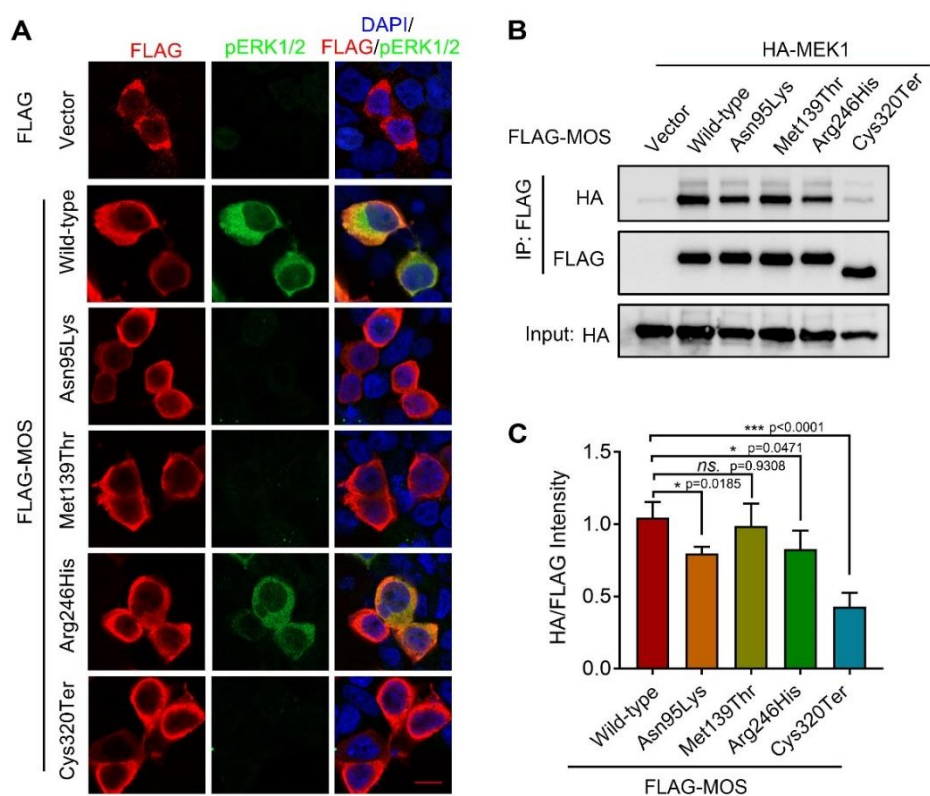 A
FLAG
pERK1/2
DAPI/
FLAG/pERK1/2
FLAG
Vector
FLAG-MOS
Wild-type
Asn95Lys
Met139Thr
Arg246His
Cys320Ter
B
HA-MEK1
FLAG-MOS
Vector
Wild-type
Asn95Lys
Met139Thr
Arg246His
Cys320Ter
IP: FLAG
HA
FLAG
Input: HA
C
*** p<0.0001
* p=0.0471
ns. p=0.9308
* p=0.0185
HA/FLAG Intensity
1.5
1.0
0.5
0.0
Wild-type
Asn95Lys
Met139Thr
Arg246His
Cys320Ter
FLAG-MOS